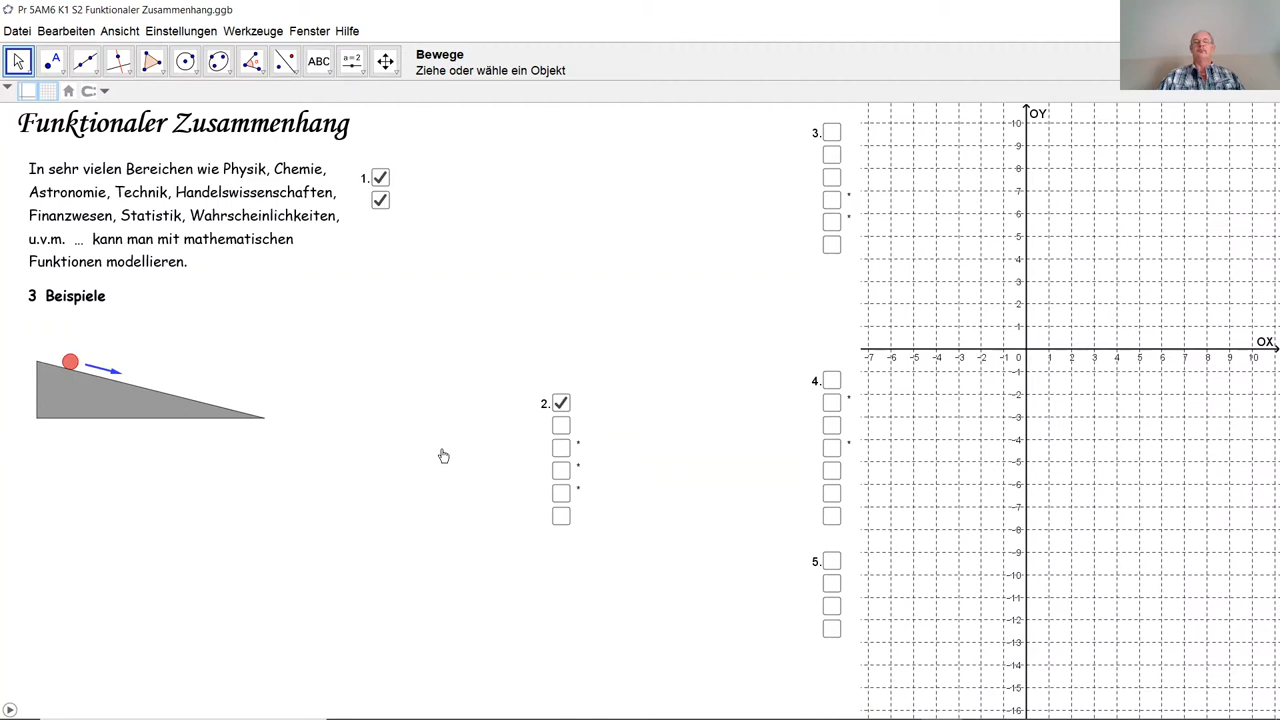 Pr 5AM6 K1 S2 Funktionaler Zusammenhang.ggb
Datei Bearbeiten Ansicht Einstellungen Werkzeuge Fenster Hilfe
A
ABC
a=2
Bewege
Ziehe oder wähle ein Objekt
Funktionaler Zusammenhang
In sehr vielen Bereichen wie Physik, Chemie,
Astronomie, Technik, Handelswissenschaften,
Finanzwesen, Statistik, Wahrscheinlichkeiten,
u.v.m. ... kann man mit mathematischen
Funktionen modellieren.
3 Beispiele
1.
2.
*
*
*
3.
*
*
4.
*
*
5.
OY
10
9
8
7
6
5
4
3
2
1
OX
-7 -6 -5 -4 -3 -2 -1 0 1 2 3 4 5 6 7 8 9 10
-1
-2
-3
-4
-5
-6
-7
-8
-9
-10
-11
-12
-13
-14
-15
-16